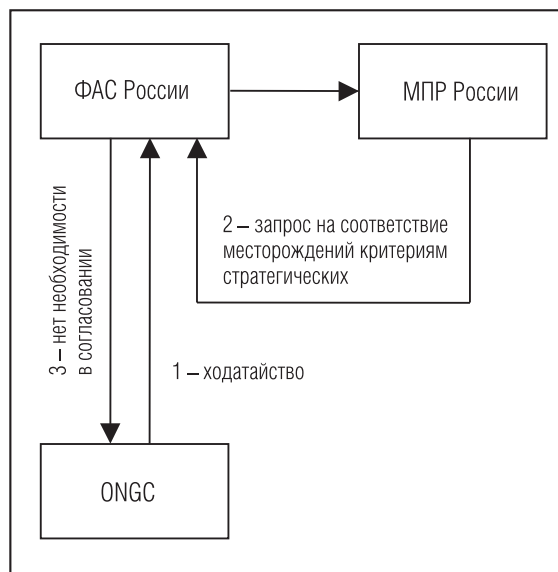 ФАС России
МПР России
2 – запрос на соответствие
месторождений критериям
стратегических
3 – нет необходимости
в согласовании
1 – ходатайство
ONGC